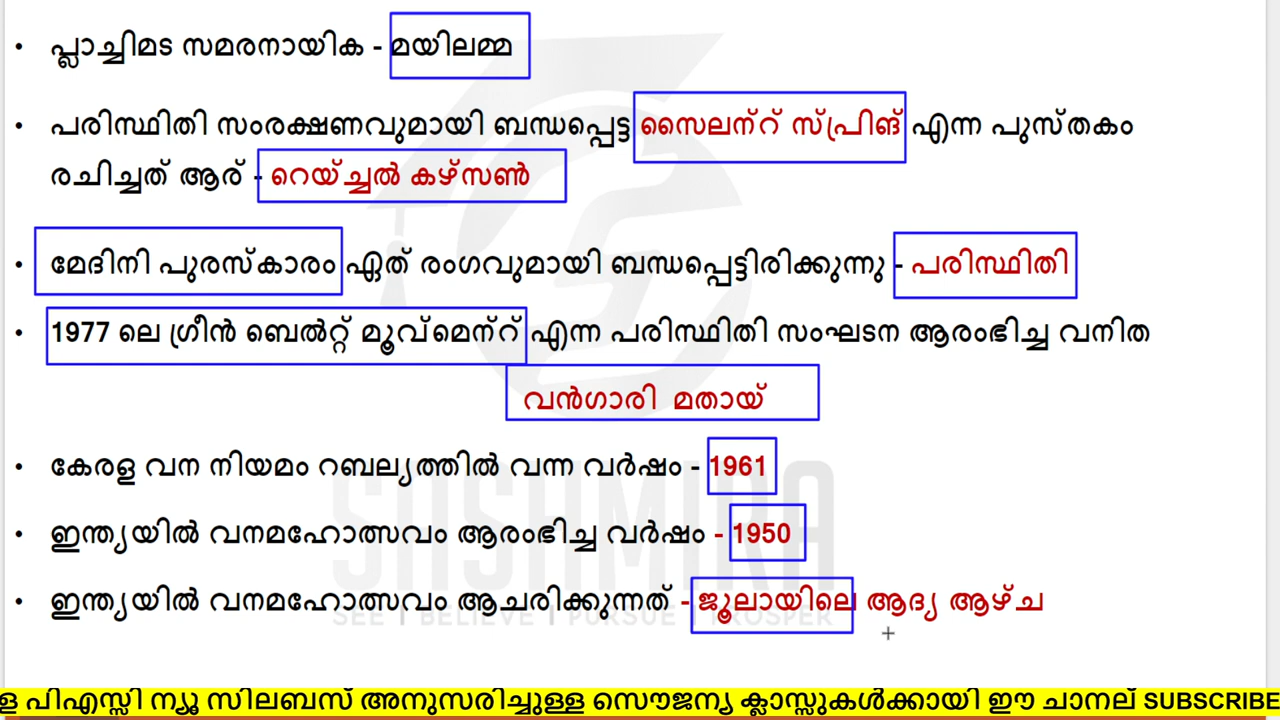 • പ്ലാച്ചിമട സമരനായിക - മയിലമ്മ
• പരിസ്ഥിതി സംരക്ഷണവുമായി ബന്ധപ്പെട്ട സൈലന്റ് സ്പ്രിങ് എന്ന പുസ്തകം
രചിച്ചത് ആര് - റെയ്ച്ചൽ കഴ്സൺ
• മേദിനി പുരസ്കാരം ഏത് രംഗവുമായി ബന്ധപ്പെട്ടിരിക്കുന്നു - പരിസ്ഥിതി
• 1977 ലെ ഗ്രീൻ ബെൽറ്റ് മൂവ്മെന്റ് എന്ന പരിസ്ഥിതി സംഘടന ആരംഭിച്ച വനിത
വൻഗാരി മതായ്
• കേരള വന നിയമം റബല്യത്തിൽ വന്ന വർഷം - 1961
• ഇന്ത്യയിൽ വനമഹോത്സവം ആരംഭിച്ച വർഷം - 1950
• ഇന്ത്യയിൽ വനമഹോത്സവം ആചരിക്കുന്നത് - ജൂലായിലെ ആദ്യ ആഴ്ച
SEE | BELIEVE | PURSUE | PROSPER
ള പിഎസ്സി ന്യൂ സിലബസ് അനുസരിച്ചുള്ള സൌജന്യ ക്ലാസ്സുകൾക്കായി ഈ ചാനല് SUBSCRIBE